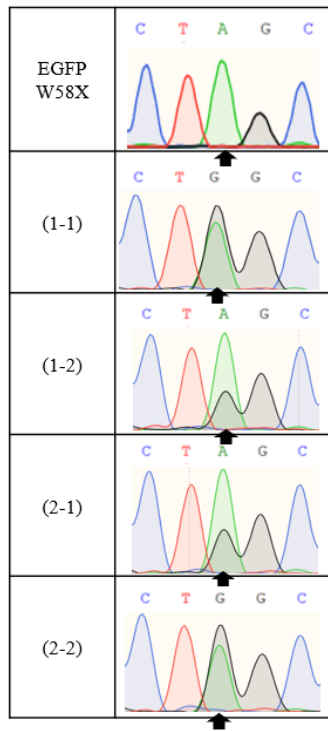 C T A G C
EGFP
W58X
C T G G C
(1-1)
C T A G C
(1-2)
C T A G C
(2-1)
C T G G C
(2-2)